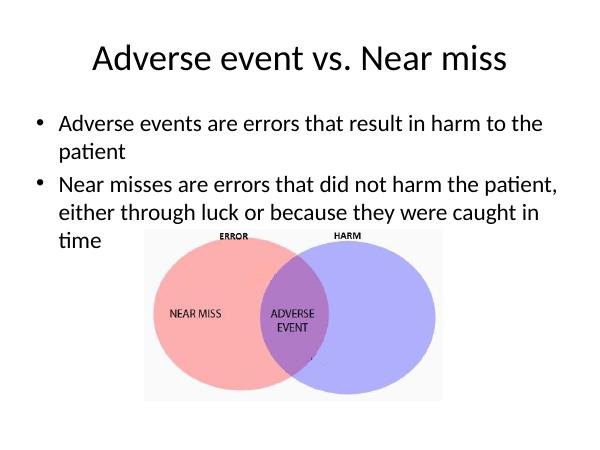 Adverse event vs. Near miss
• Adverse events are errors that result in harm to the
patient
• Near misses are errors that did not harm the patient,
either through luck or because they were caught in
time
ERROR
HARM
NEAR MISS
ADVERSE
EVENT